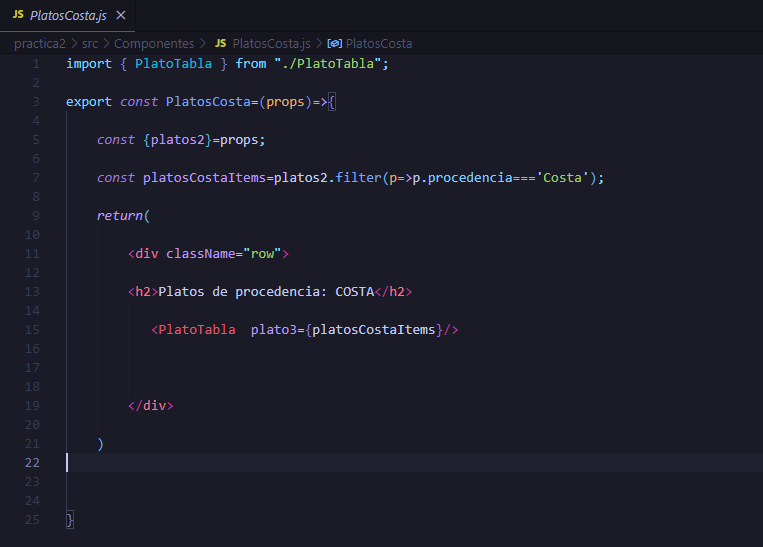 JS PlatosCosta.js ×
practica2 > src > Componentes > JS PlatosCosta.js > PlatosCosta
1 import { PlatoTabla } from "./PlatoTabla";
2
3 export const PlatosCosta=(props)=>{
4
5 const {platos2}=props;
6
7 const platosCostaItems=platos2.filter(p=>p.procedencia==='Costa');
8
9 return(
10
11 <div className="row">
12
13 <h2>Platos de procedencia: COSTA</h2>
14
15 <PlatoTabla  plato3={platosCostaItems}/>
16
17
18
19 </div>
20
21 )
22
23
24
25 }